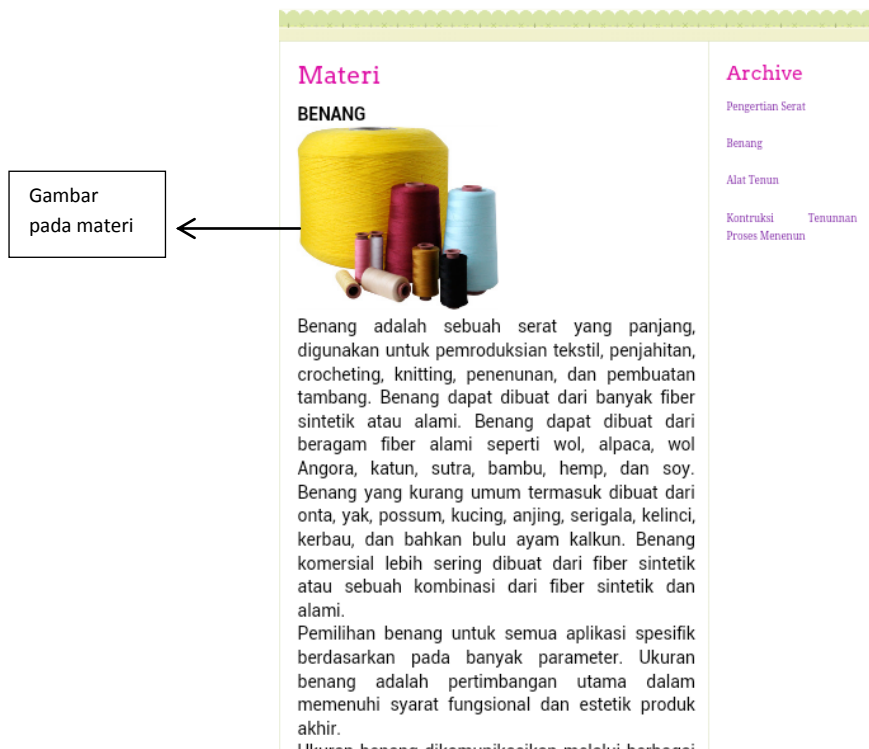 Materi
BENANG
Gambar
pada materi
Benang adalah sebuah serat yang panjang,
digunakan untuk pemroduksian tekstil, penjahitan,
crocheting, knitting, penenunan, dan pembuatan
tambang. Benang dapat dibuat dari banyak fiber
sintetik atau alami. Benang dapat dibuat dari
beragam fiber alami seperti wol, alpaca, wol
Angora, katun, sutra, bambu, hemp, dan soy.
Benang yang kurang umum termasuk dibuat dari
onta, yak, possum, kucing, anjing, serigala, kelinci,
kerbau, dan bahkan bulu ayam kalkun. Benang
komersial lebih sering dibuat dari fiber sintetik
atau sebuah kombinasi dari fiber sintetik dan
alami.
Pemilihan benang untuk semua aplikasi spesifik
berdasarkan pada banyak parameter. Ukuran
benang adalah pertimbangan utama dalam
memenuhi syarat fungsional dan estetik produk
akhir.
Ukuran benang dikomunikasikan melalui berbagai
Archive
Pengertian Serat
Benang
Alat Tenun
Kontruksi Tenunnan
Proses Menenun